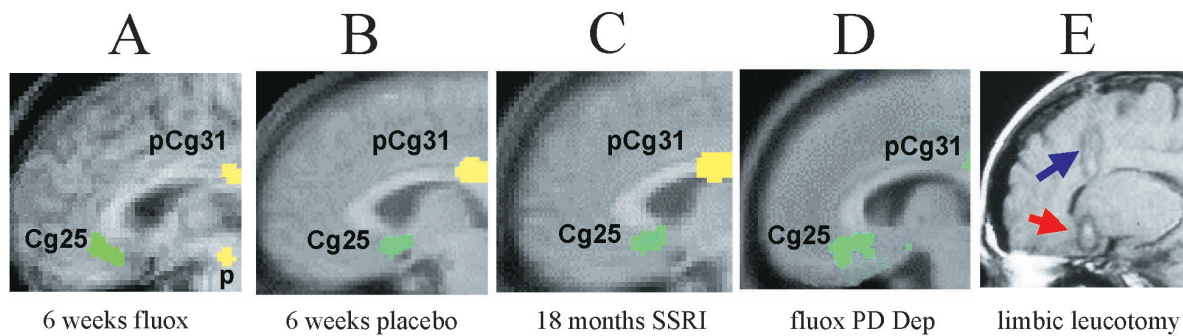 A B C D E
pCg31 pCg31 pCg31 pCg31
Cg25 Cg25 Cg25 Cg25
p
6 weeks fluox 6 weeks placebo 18 months SSRI fluox PD Dep limbic leucotomy